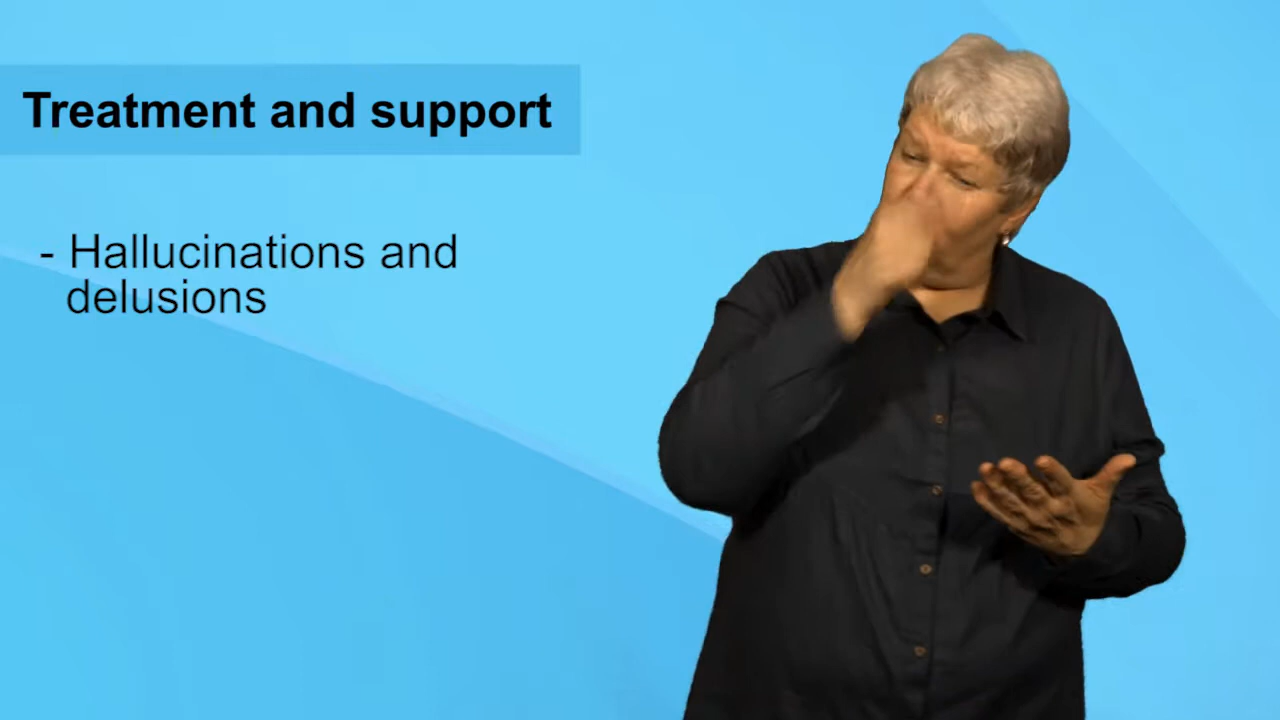 Treatment and support
- Hallucinations and
delusions